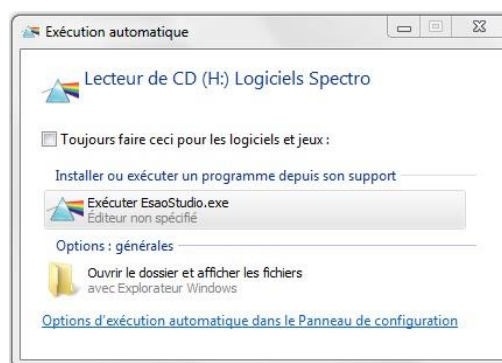 Exécution automatique
Lecteur de CD (H:) Logiciels Spectro
Toujours faire ceci pour les logiciels et jeux :
Installer ou exécuter un programme depuis son support
Exécuter EsaoStudio.exe
Éditeur non spécifié
Options : générales
Ouvrir le dossier et afficher les fichiers
avec Explorateur Windows
Options d'exécution automatique dans le Panneau de configuration